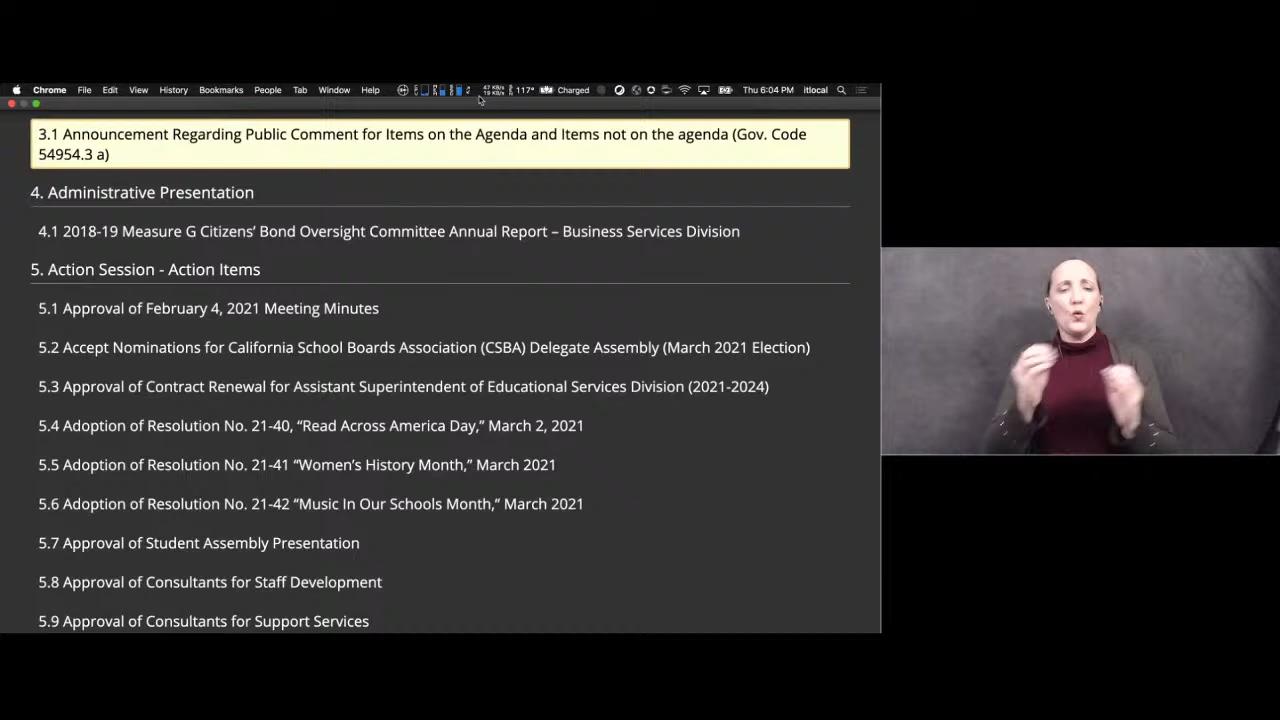 Chrome File Edit View History Bookmarks People Tab Window Help 47 KB/s 19 KB/s 117° Charged Thu 6:04 PM itlocal
3.1 Announcement Regarding Public Comment for Items on the Agenda and Items not on the agenda (Gov. Code
54954.3 a)
4. Administrative Presentation
4.1 2018-19 Measure G Citizens’ Bond Oversight Committee Annual Report – Business Services Division
5. Action Session - Action Items
5.1 Approval of February 4, 2021 Meeting Minutes
5.2 Accept Nominations for California School Boards Association (CSBA) Delegate Assembly (March 2021 Election)
5.3 Approval of Contract Renewal for Assistant Superintendent of Educational Services Division (2021-2024)
5.4 Adoption of Resolution No. 21-40, “Read Across America Day,” March 2, 2021
5.5 Adoption of Resolution No. 21-41 “Women’s History Month,” March 2021
5.6 Adoption of Resolution No. 21-42 “Music In Our Schools Month,” March 2021
5.7 Approval of Student Assembly Presentation
5.8 Approval of Consultants for Staff Development
5.9 Approval of Consultants for Support Services